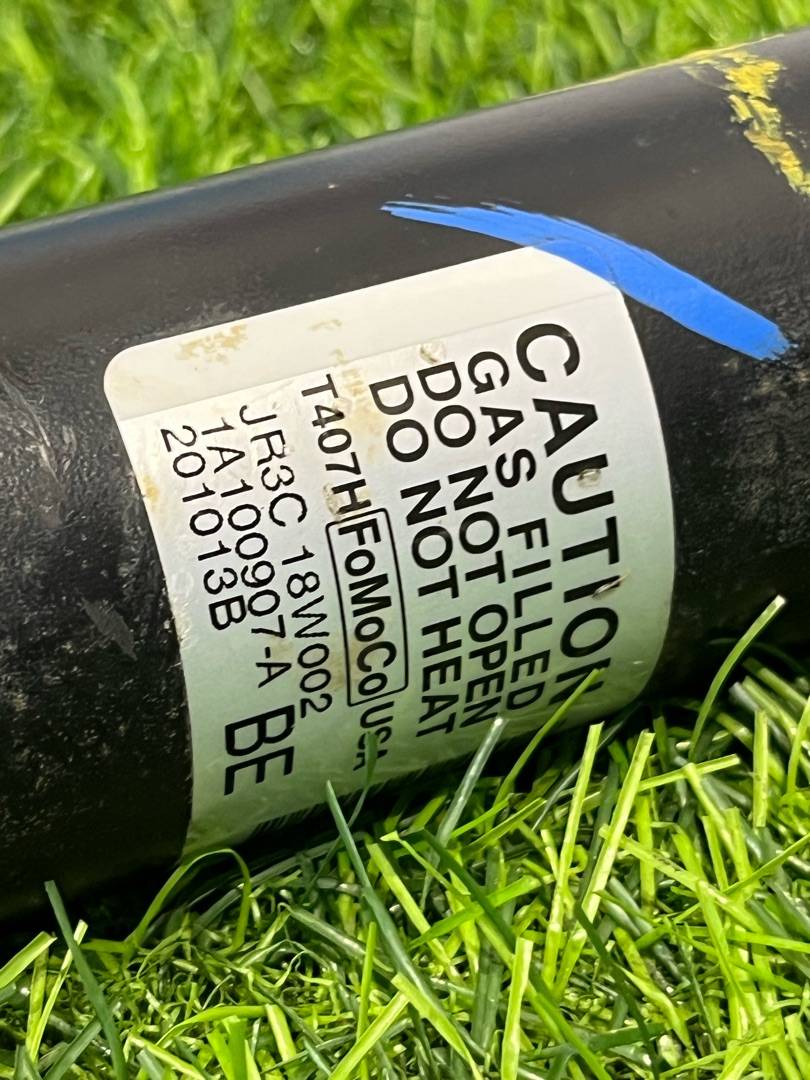 CAUTION
GAS FILLED
DO NOT OPEN
DO NOT HEAT
T407H FoMoCo USA
JR3C 18W002
1A100907-A
201013B
BE